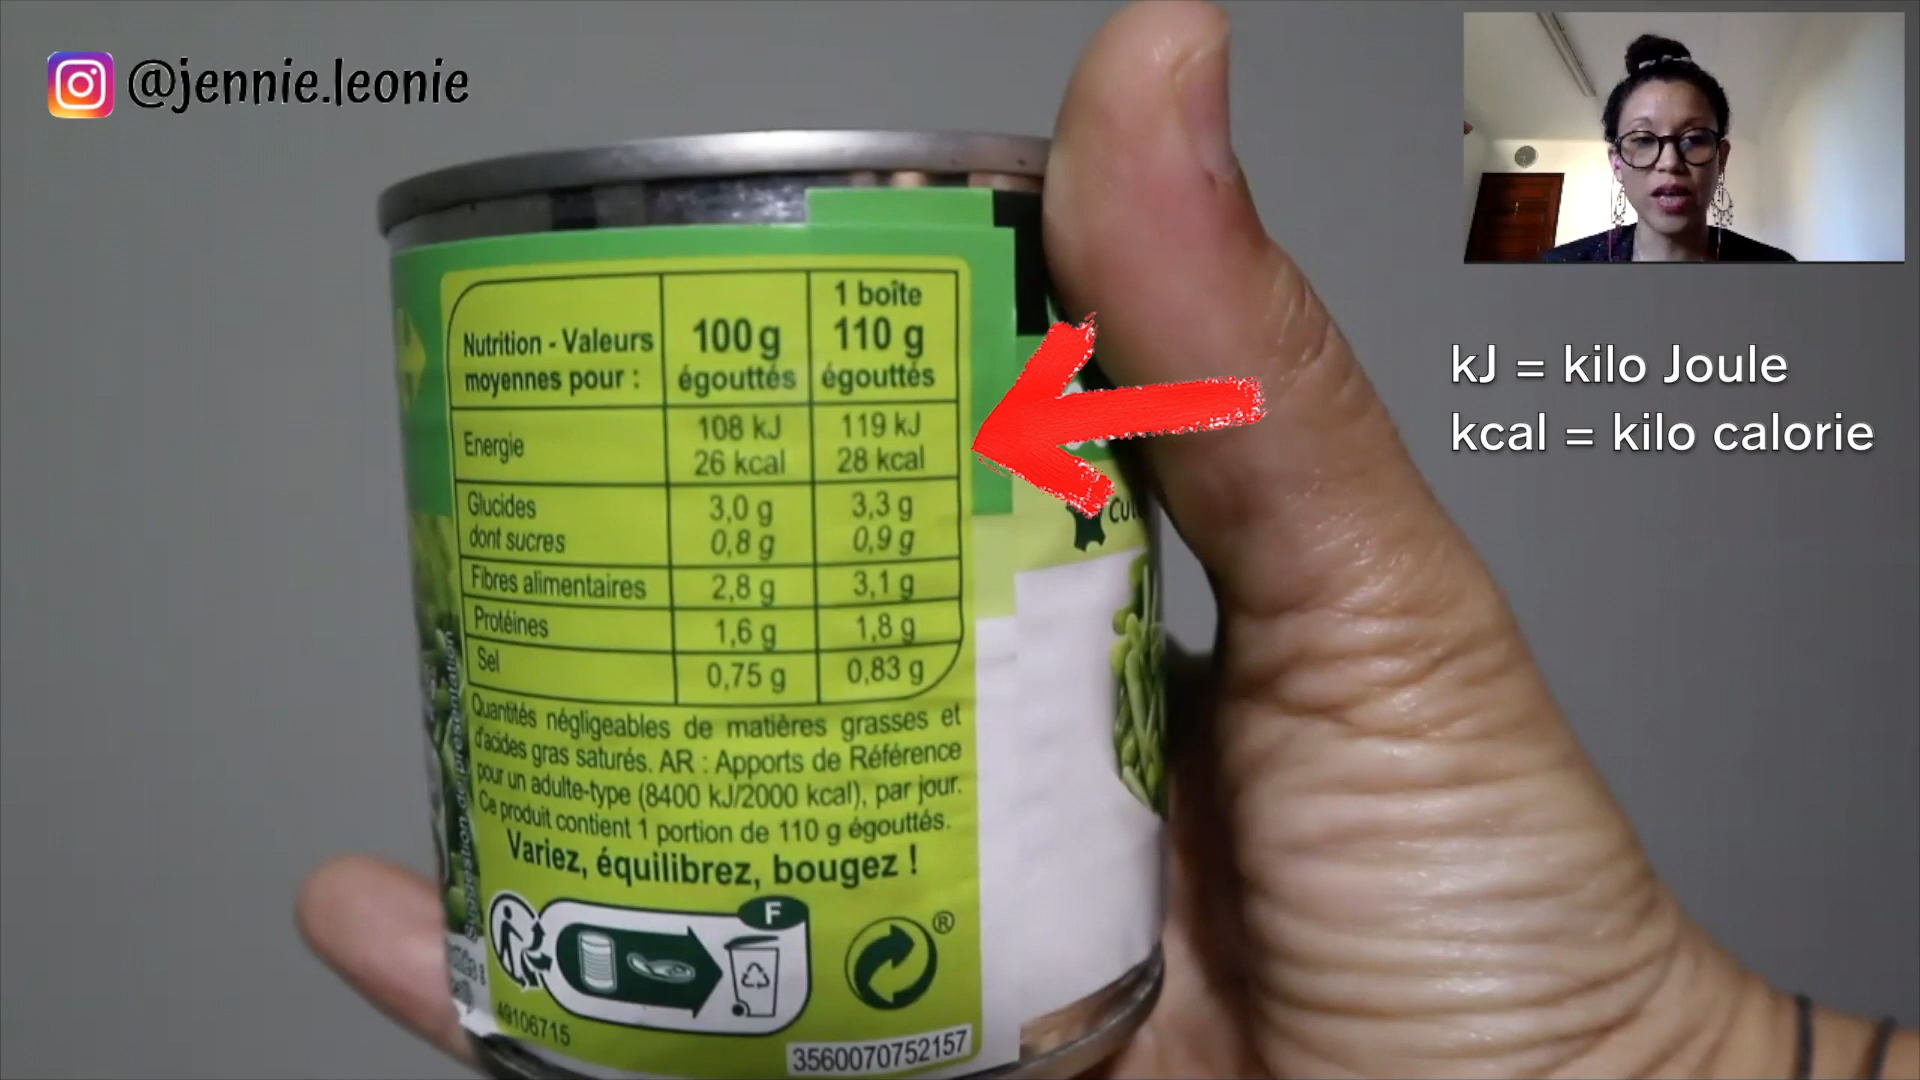 @jennie.leonie
kJ = kilo Joule
kcal = kilo calorie
Nutrition - Valeurs moyennes pour :
100 g égouttés
1 boîte 110 g égouttés
Energie 108 kJ 119 kJ
26 kcal 28 kcal
Glucides 3,0 g 3,3 g
dont sucres 0,8 g 0,9 g
Fibres alimentaires 2,8 g 3,1 g
Protéines 1,6 g 1,8 g
Sel 0,75 g 0,83 g
Quantités négligeables de matières grasses et
d'acides gras saturés. AR : Apports de Référence
pour un adulte-type (8400 kJ/2000 kcal), par jour.
Ce produit contient 1 portion de 110 g égouttés.
Variez, équilibrez, bougez !
F
®
49106715
3560070752157
Suggestion de présentation